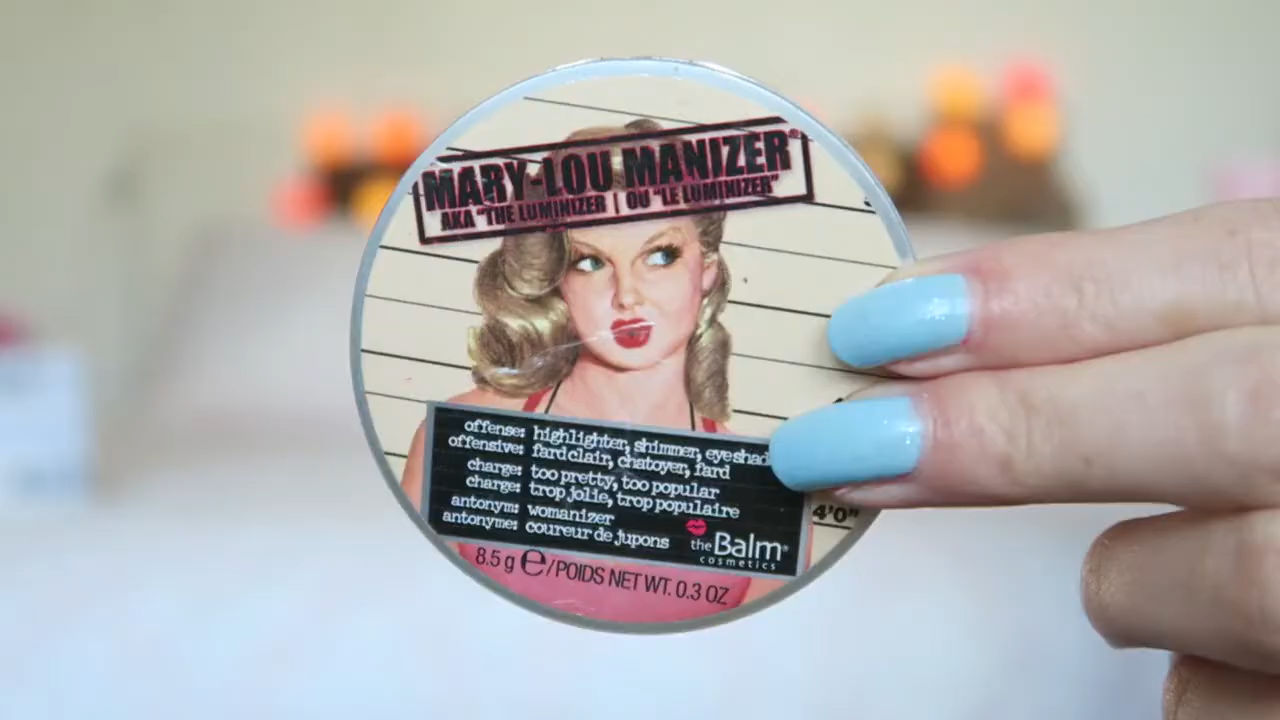 MARY-LOU MANIZER®
AKA "THE LUMINIZER | OU "LE LUMINIZER"
offense: highlighter, shimmer, eyeshad
offensive: fard clair, chatoyer, fard
charge: too pretty, too popular
charge: trop jolie, trop populaire
antonym: womanizer
antonyme: coureur de jupons
theBalm®
cosmetics
4'0"
8.5 g ℮/POIDS NET WT. 0.3 OZ